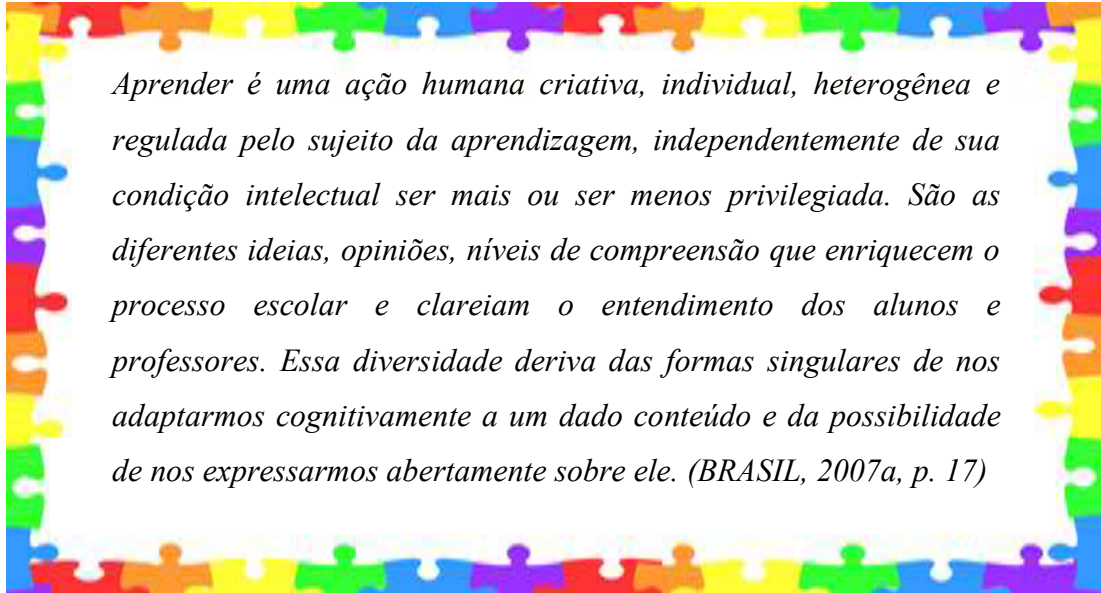 Aprender é uma ação humana criativa, individual, heterogênea e
regulada pelo sujeito da aprendizagem, independentemente de sua
condição intelectual ser mais ou ser menos privilegiada. São as
diferentes ideias, opiniões, níveis de compreensão que enriquecem o
processo escolar e clareiam o entendimento dos alunos e
professores. Essa diversidade deriva das formas singulares de nos
adaptarmos cognitivamente a um dado conteúdo e da possibilidade
de nos expressarmos abertamente sobre ele. (BRASIL, 2007a, p. 17)